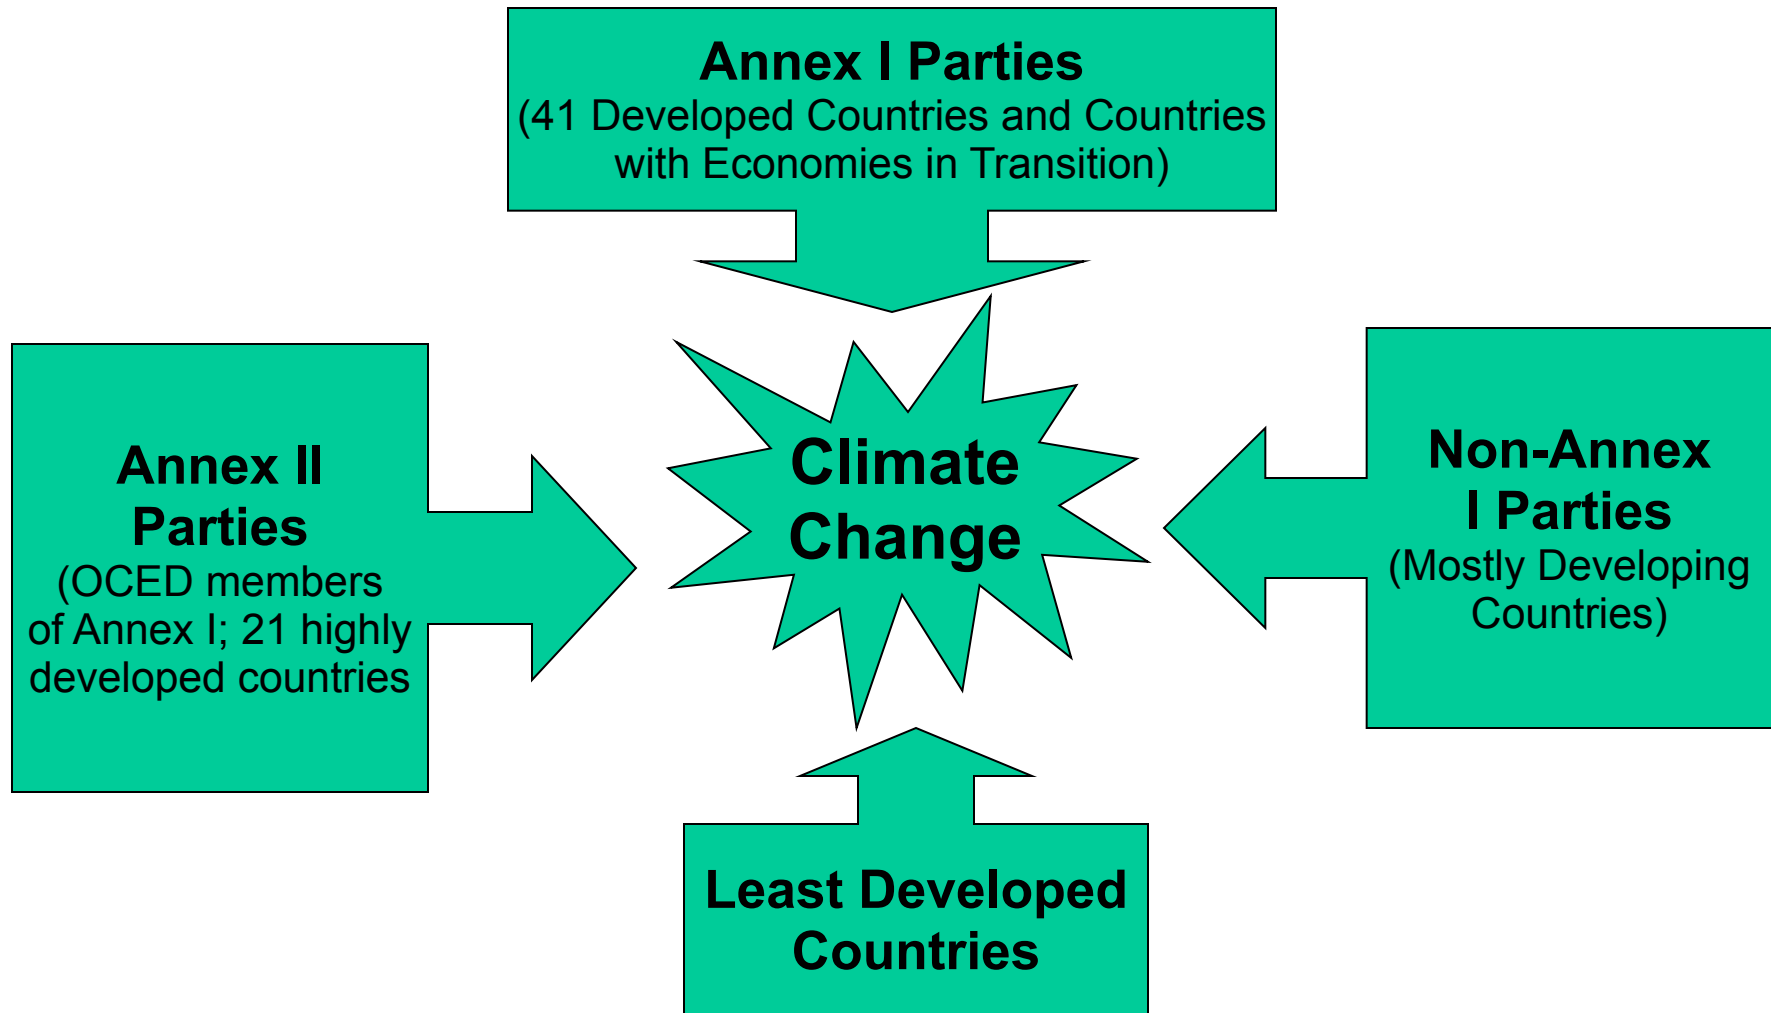 Annex I Parties
(41 Developed Countries and Countries
with Economies in Transition)
Annex II
Parties
(OCED members
of Annex I; 21 highly
developed countries
Climate
Change
Non-Annex
I Parties
(Mostly Developing
Countries)
Least Developed
Countries